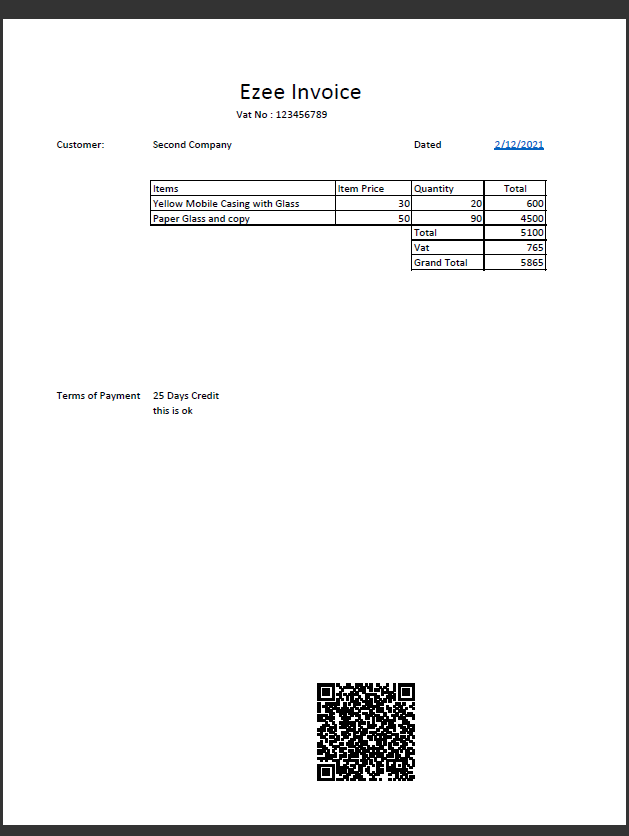 Ezee Invoice
Vat No : 123456789
Customer: Second Company Dated 2/12/2021
Items Item Price Quantity Total
Yellow Mobile Casing with Glass 30 20 600
Paper Glass and copy 50 90 4500
Total 5100
Vat 765
Grand Total 5865
Terms of Payment 25 Days Credit
this is ok